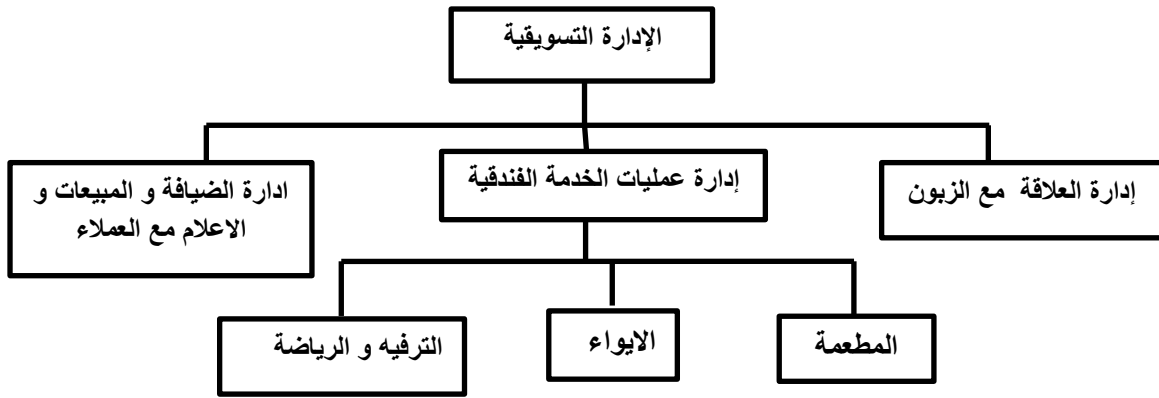 الإدارة التسويقية
إدارة العلاقة مع الزبون
إدارة عمليات الخدمة الفندقية
ادارة الضيافة و المبيعات و
الاعلام مع العملاء
المطعمة
الايواء
الترفيه و الرياضة